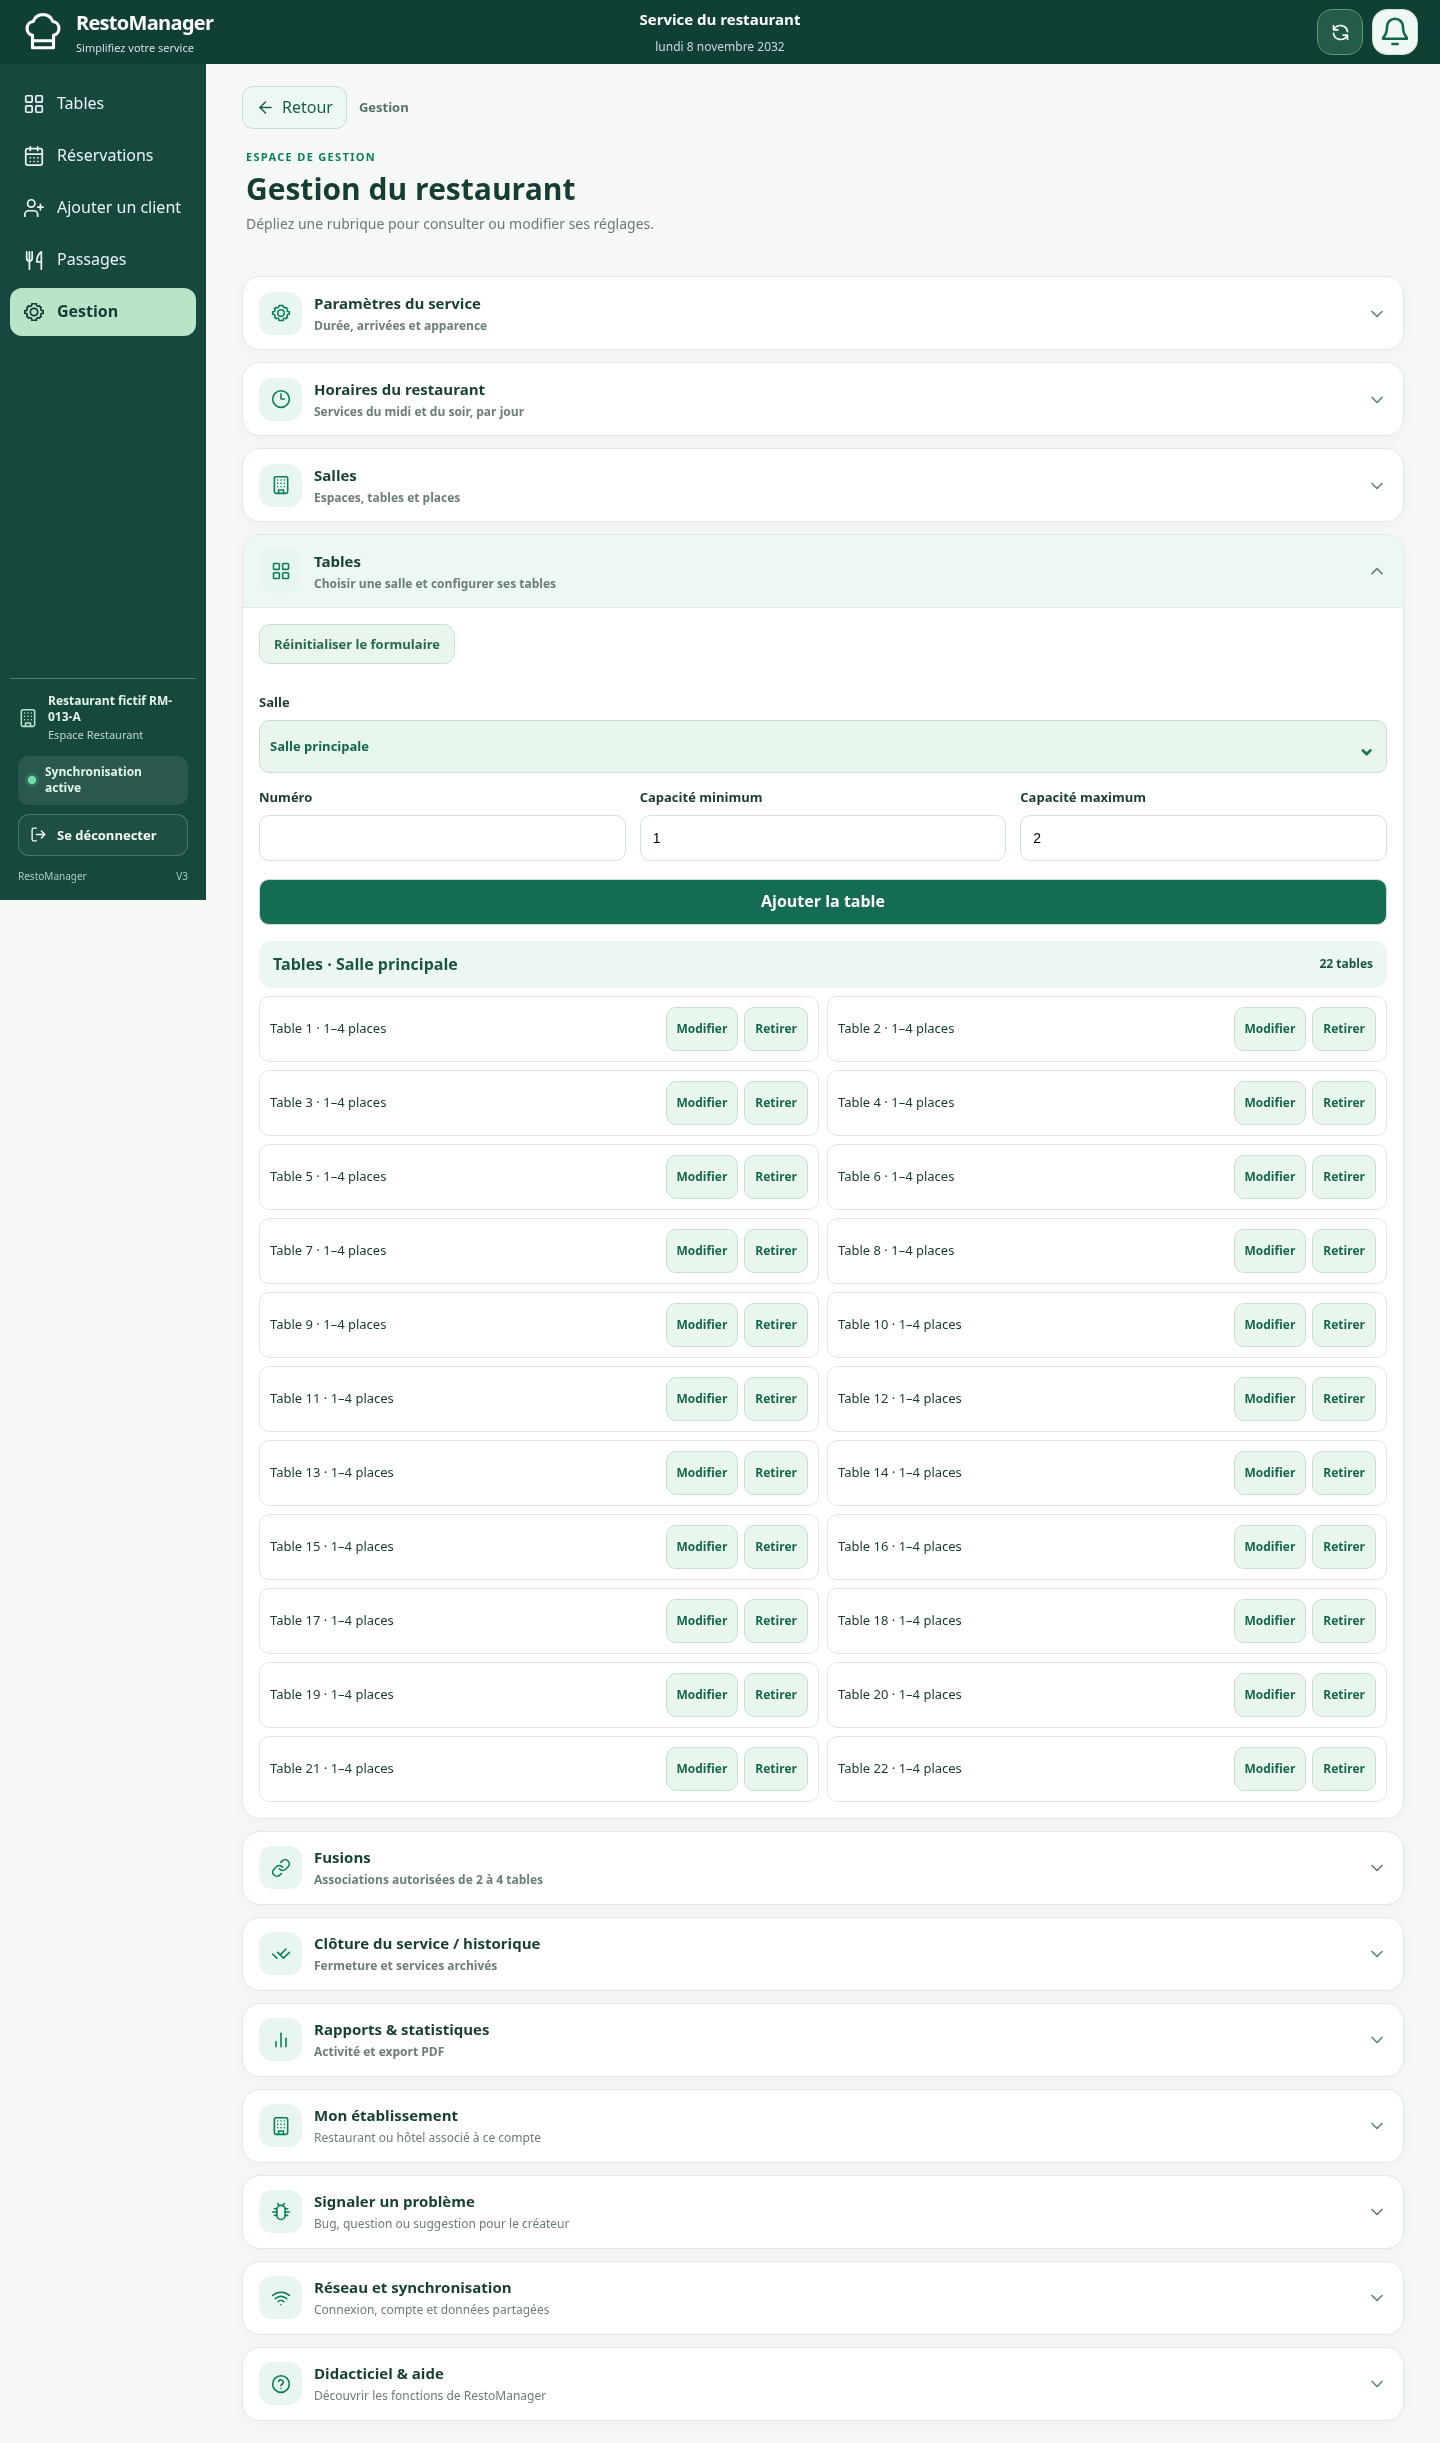 RestoManager
Simplifiez votre service
Service du restaurant
lundi 8 novembre 2032
Tables
Réservations
Ajouter un client
Passages
Gestion
Restaurant fictif RM-
013-A
Espace Restaurant
Synchronisation
active
Se déconnecter
RestoManager V3
Retour Gestion
ESPACE DE GESTION
Gestion du restaurant
Dépliez une rubrique pour consulter ou modifier ses réglages.
Paramètres du service
Durée, arrivées et apparence
Horaires du restaurant
Services du midi et du soir, par jour
Salles
Espaces, tables et places
Tables
Choisir une salle et configurer ses tables
Réinitialiser le formulaire
Salle
Salle principale
Numéro Capacité minimum Capacité maximum
1 2
Ajouter la table
Tables · Salle principale 22 tables
Table 1 · 1–4 places Modifier Retirer Table 2 · 1–4 places Modifier Retirer
Table 3 · 1–4 places Modifier Retirer Table 4 · 1–4 places Modifier Retirer
Table 5 · 1–4 places Modifier Retirer Table 6 · 1–4 places Modifier Retirer
Table 7 · 1–4 places Modifier Retirer Table 8 · 1–4 places Modifier Retirer
Table 9 · 1–4 places Modifier Retirer Table 10 · 1–4 places Modifier Retirer
Table 11 · 1–4 places Modifier Retirer Table 12 · 1–4 places Modifier Retirer
Table 13 · 1–4 places Modifier Retirer Table 14 · 1–4 places Modifier Retirer
Table 15 · 1–4 places Modifier Retirer Table 16 · 1–4 places Modifier Retirer
Table 17 · 1–4 places Modifier Retirer Table 18 · 1–4 places Modifier Retirer
Table 19 · 1–4 places Modifier Retirer Table 20 · 1–4 places Modifier Retirer
Table 21 · 1–4 places Modifier Retirer Table 22 · 1–4 places Modifier Retirer
Fusions
Associations autorisées de 2 à 4 tables
Clôture du service / historique
Fermeture et services archivés
Rapports & statistiques
Activité et export PDF
Mon établissement
Restaurant ou hôtel associé à ce compte
Signaler un problème
Bug, question ou suggestion pour le créateur
Réseau et synchronisation
Connexion, compte et données partagées
Didacticiel & aide
Découvrir les fonctions de RestoManager